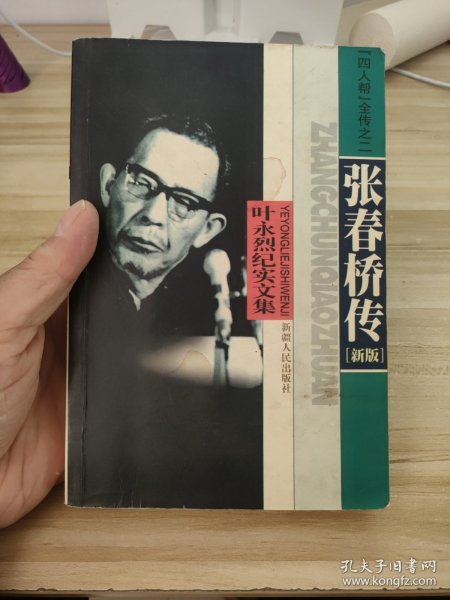 「四人帮」全传之二
张春桥传
[新版]
ZHANGCHUNQIAOZHUAN
YEYONGLIEJISHIWENJI
叶永烈纪实文集
新疆人民出版社
孔夫子旧书网
www.kongfz.com